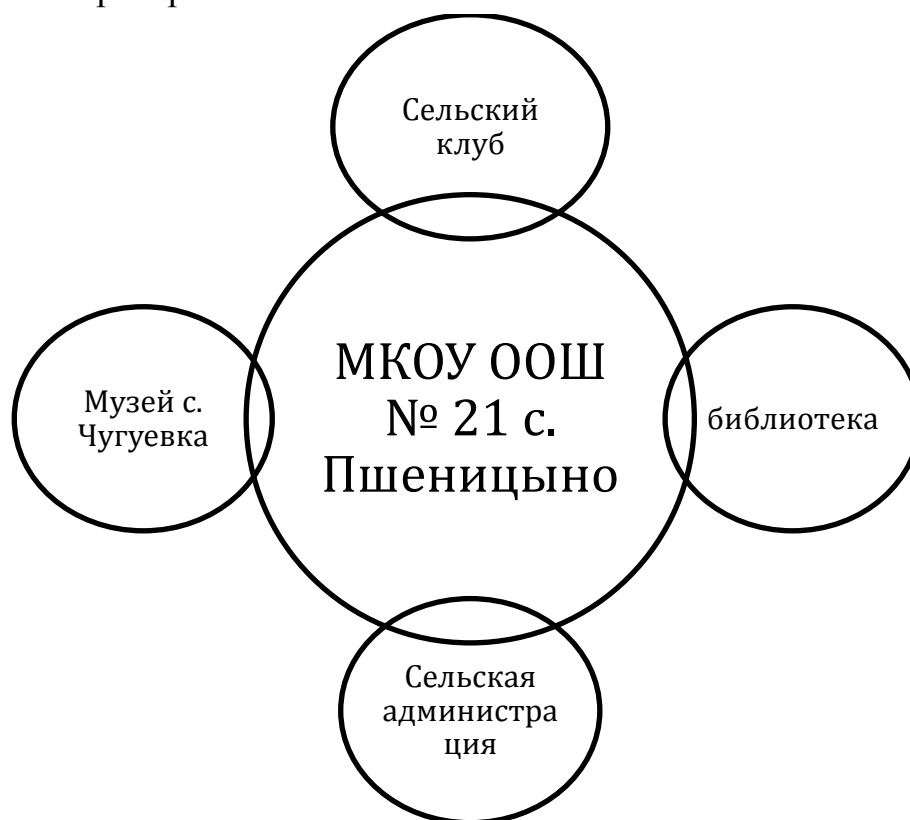 Сельский
клуб
МКОУ ООШ
№ 21 с.
Пшеницыно
Музей с.
Чугуевка
библиотека
Сельская
администра
ция